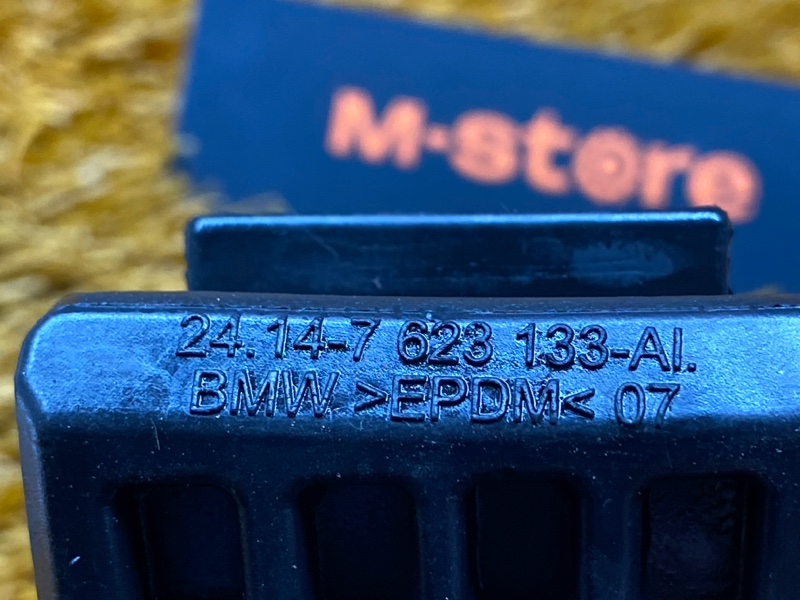 M·store
24.14-7 623 133-AI.
BMW >EPDM< 07